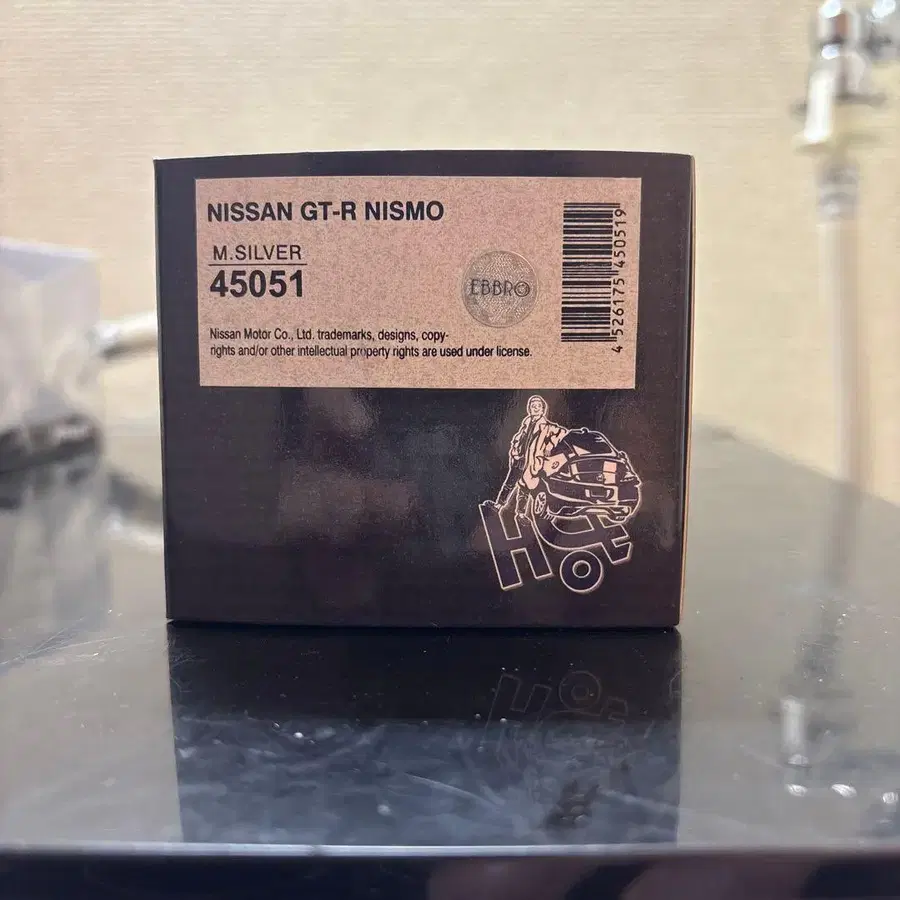 NISSAN GT-R NISMO
M.SILVER
45051
EBBRO
Nissan Motor Co., Ltd. trademarks, designs, copy-
rights and/or other intellectual property rights are used under license.
4 526175 450519